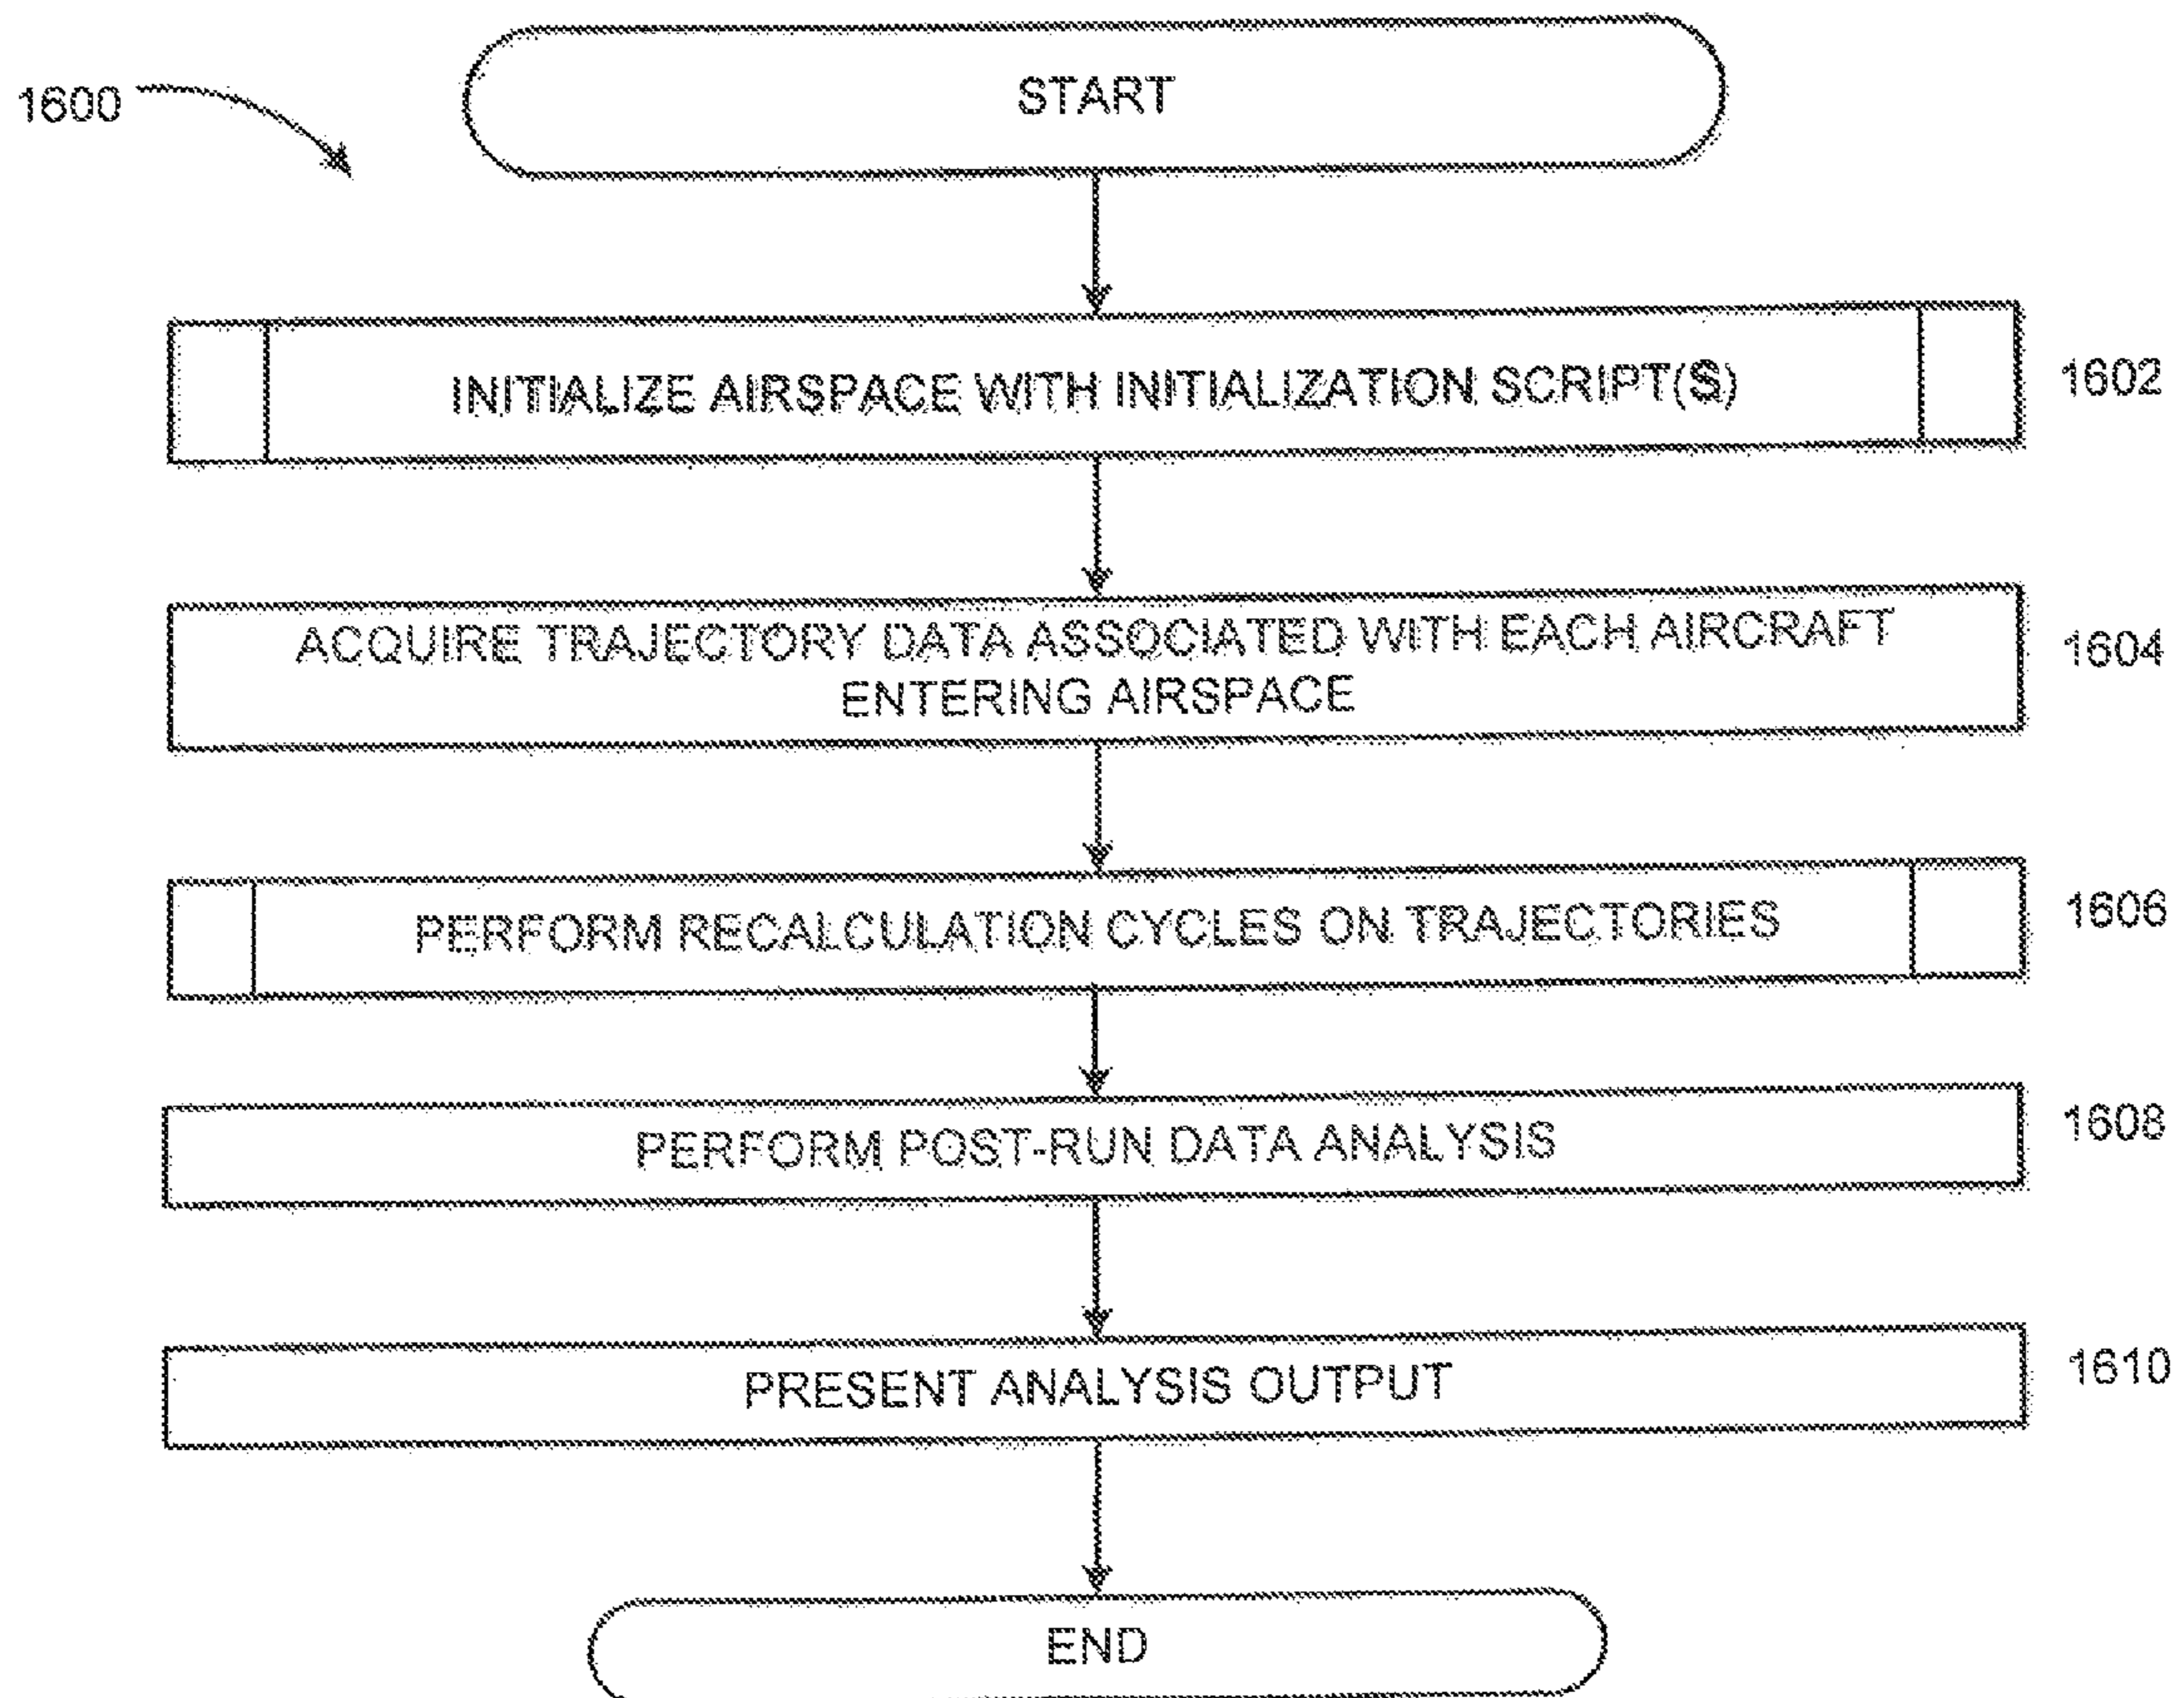 1600
START
INITIALIZE AIRSPACE WITH INITIALIZATION SCRIPT(S)
1602
ACQUIRE TRAJECTORY DATA ASSOCIATED WITH EACH AIRCRAFT
ENTERING AIRSPACE
1604
PERFORM RECALCULATION CYCLES ON TRAJECTORIES
1606
PERFORM POST-RUN DATA ANALYSIS
1608
PRESENT ANALYSIS OUTPUT
1610
END